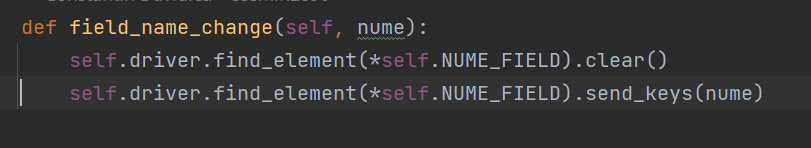 def field_name_change(self, nume):
    self.driver.find_element(*self.NUME_FIELD).clear()
    self.driver.find_element(*self.NUME_FIELD).send_keys(nume)